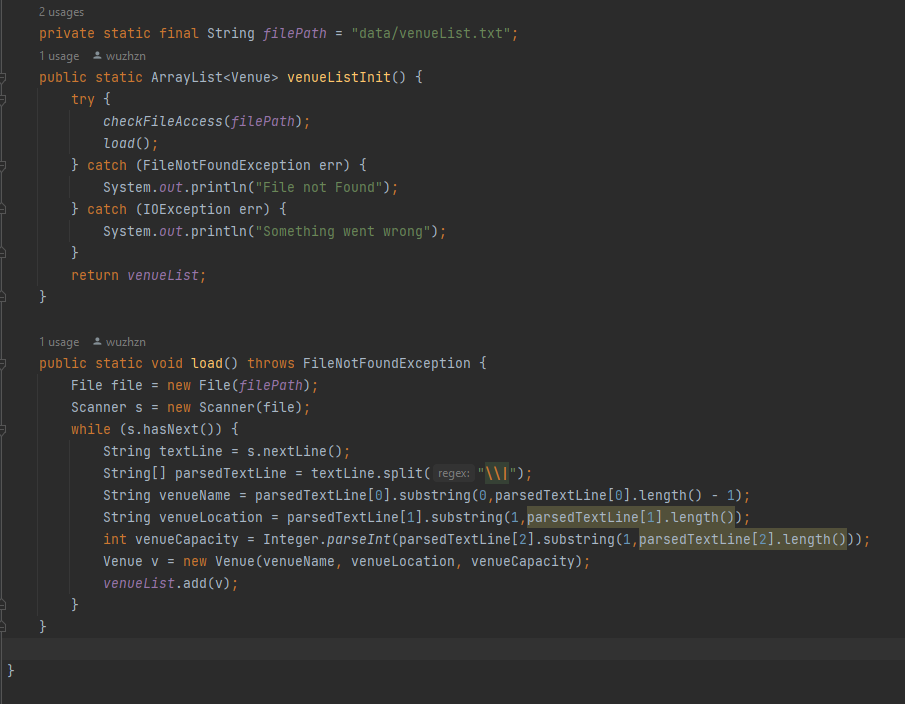 2 usages
private static final String filePath = "data/venueList.txt";
1 usage wuzhzn
public static ArrayList<Venue> venueListInit() {
try {
checkFileAccess(filePath);
load();
} catch (FileNotFoundException err) {
System.out.println("File not Found");
} catch (IOException err) {
System.out.println("Something went wrong");
}
return venueList;
}
1 usage wuzhzn
public static void load() throws FileNotFoundException {
File file = new File(filePath);
Scanner s = new Scanner(file);
while (s.hasNext()) {
String textLine = s.nextLine();
String[] parsedTextLine = textLine.split( regex: "\\|");
String venueName = parsedTextLine[0].substring(0,parsedTextLine[0].length() - 1);
String venueLocation = parsedTextLine[1].substring(1,parsedTextLine[1].length());
int venueCapacity = Integer.parseInt(parsedTextLine[2].substring(1,parsedTextLine[2].length()));
Venue v = new Venue(venueName, venueLocation, venueCapacity);
venueList.add(v);
}
}
}